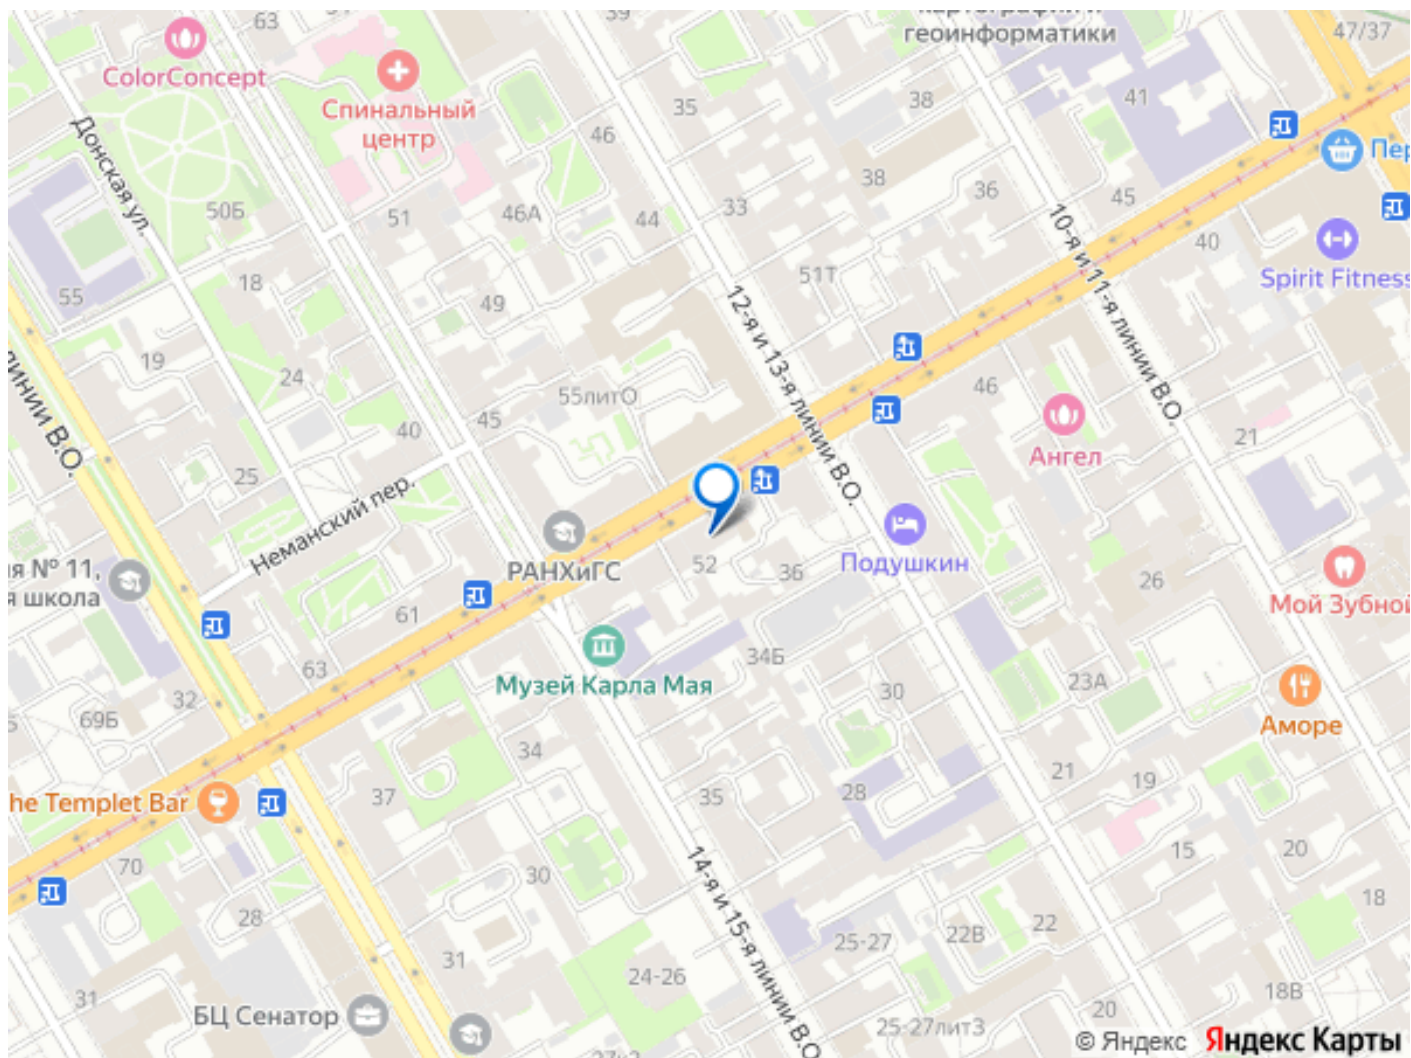 63
39
картографии и
геоинформатики
47/37
ColorConcept
Спинальный
центр
35
38
41
46
Пер
Донская ул.
50Б
51
46А
44
33
38
36
45
40
10-я и 11-я линии В.О.
Spirit Fitness
18
55
49
51Т
12-я и 13-я линии В.О.
19
24
55литО
46
линии В.О.
45
40
21
Ангел
25
Неманский пер.
я № 11,
я школа
РАНХиГС
52
36
Подушкин
26
Мой Зубной
61
63
34Б
Музей Карла Мая
23А
32
69Б
30
Аморе
34
21
19
he Templet Bar
37
35
28
70
15
20
14-я и 15-я линии В.О.
30
18
28
25-27
22В
22
31
24-26
31
18В
БЦ Сенатор
25-27лит3
20
27к2
© Яндекс Яндекс Карты